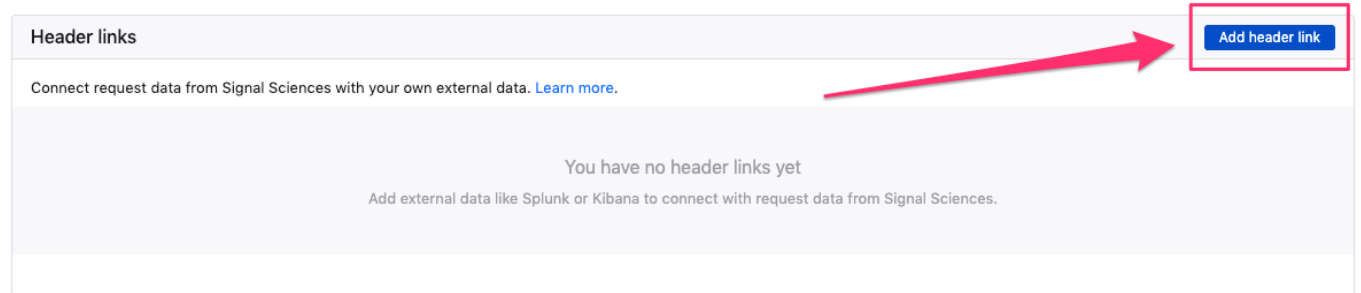 Header links
Add header link
Connect request data from Signal Sciences with your own external data. Learn more.
You have no header links yet
Add external data like Splunk or Kibana to connect with request data from Signal Sciences.